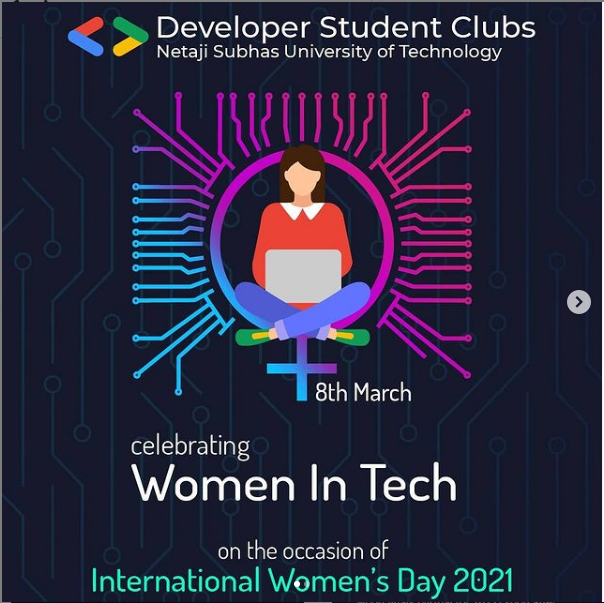 Developer Student Clubs
Netaji Subhas University of Technology
8th March
celebrating
Women In Tech
on the occasion of
International Women's Day 2021